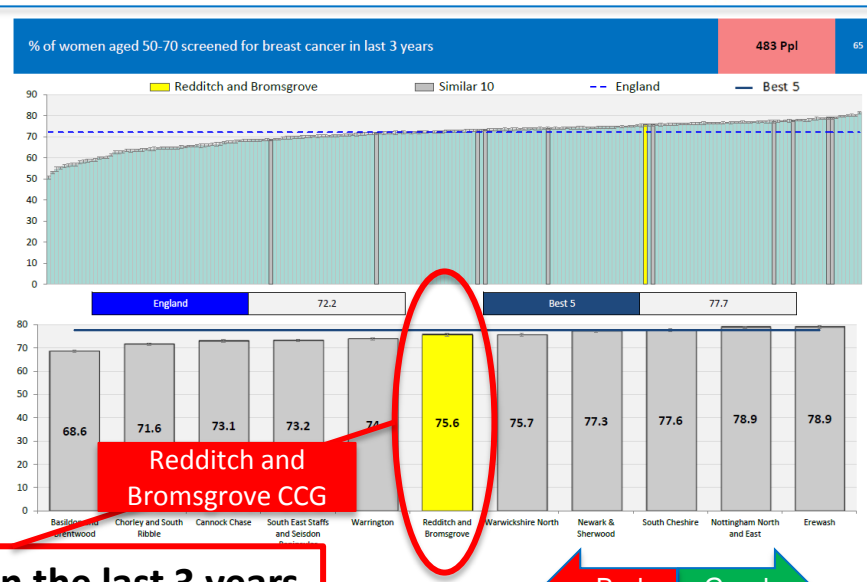 % of women aged 50-70 screened for breast cancer in last 3 years
483 Ppl
65
Redditch and Bromsgrove
Similar 10
England
Best 5
90
80
70
60
50
40
30
20
10
0
England
72.2
Best 5
77.7
80
70
60
50
40
30
20
10
0
68.6
71.6
73.1
73.2
75.6
75.7
77.3
77.6
78.9
78.9
Redditch and
Bromsgrove CCG
Chorley and South
Ribble
Cannock Chase
South East Staffs
and Seisdon
Warrington
Redditch and
Bromsgrove
Warwickshire North
Newark &
Sherwood
South Cheshire
Nottingham North
and East
Erewash
the last 3 years